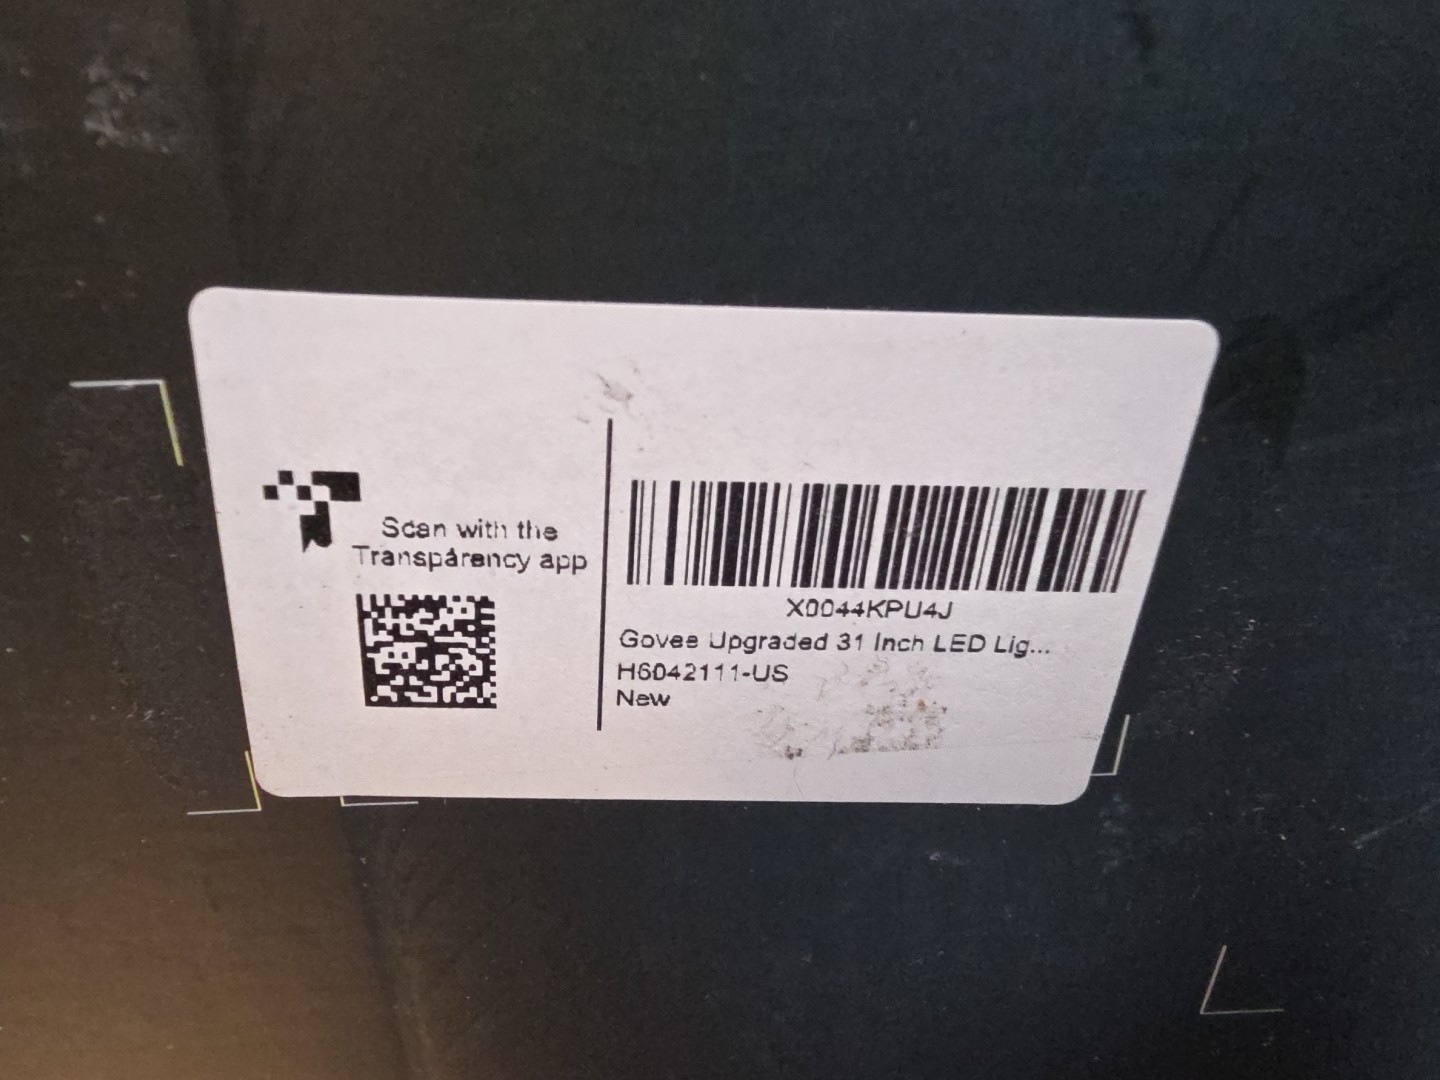 Scan with the
Transparency app
X0044KPU4J
Govee Upgraded 31 Inch LED Lig...
H6042111-US
New